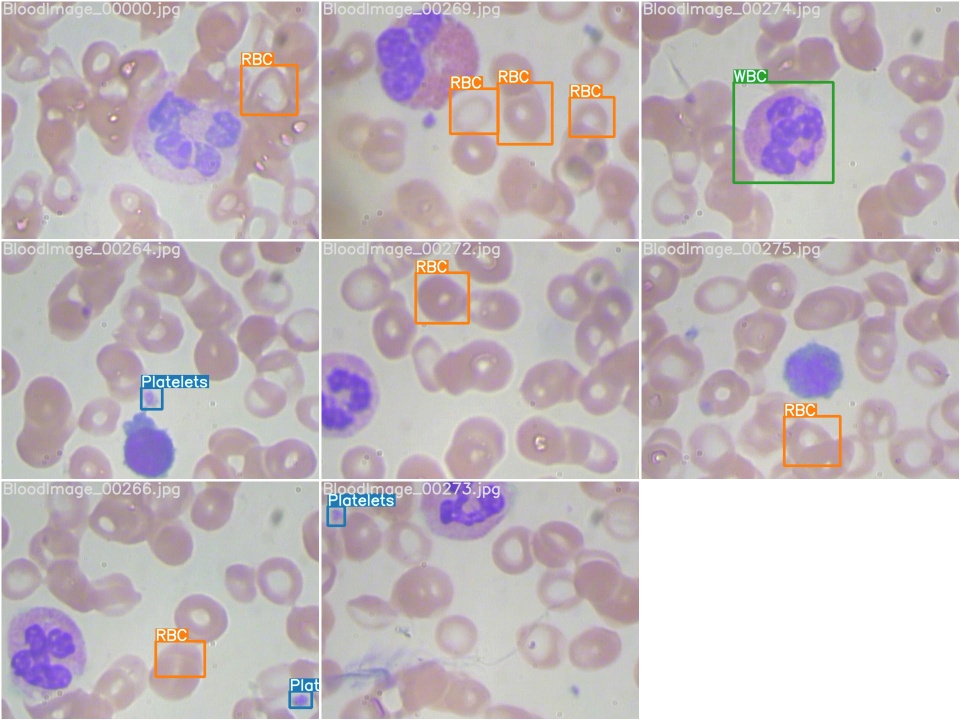 BloodImage_00000.jpg
RBC
BloodImage_00269.jpg
RBC
RBC
RBC
BloodImage_00274.jpg
WBC
BloodImage_00264.jpg
Platelets
BloodImage_00272.jpg
RBC
BloodImage_00275.jpg
RBC
BloodImage_00266.jpg
RBC
Plat
BloodImage_00273.jpg
Platelets